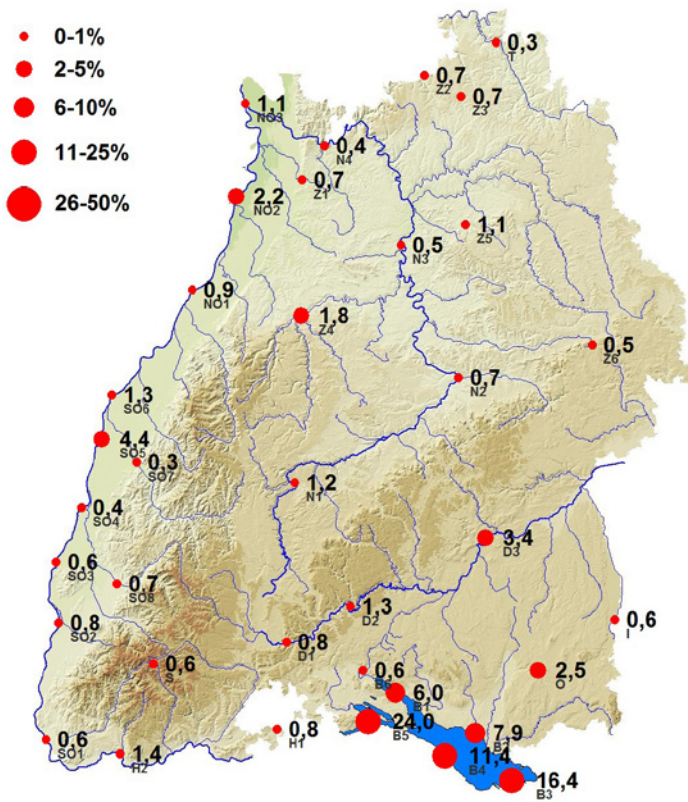 0-1%
2-5%
6-10%
11-25%
26-50%
0,3
T
0,7
Z2
0,7
Z3
1,1
NO3
0,4
N4
0,7
Z1
2,2
NO2
1,1
Z5
0,5
N3
0,9
NO1
1,8
Z4
0,5
Z6
0,7
N2
1,3
SO6
4,4
SO5
0,3
SO7
1,2
N1
0,4
SO4
3,4
D3
0,6
SO3
0,7
SO8
1,3
D2
0,6
I
0,8
SO2
0,8
D1
0,6
S
0,6
B6
2,5
O
6,0
B1
24,0
B5
0,8
H1
7,9
B2
0,6
SO1
1,4
H2
11,4
B4
16,4
B3